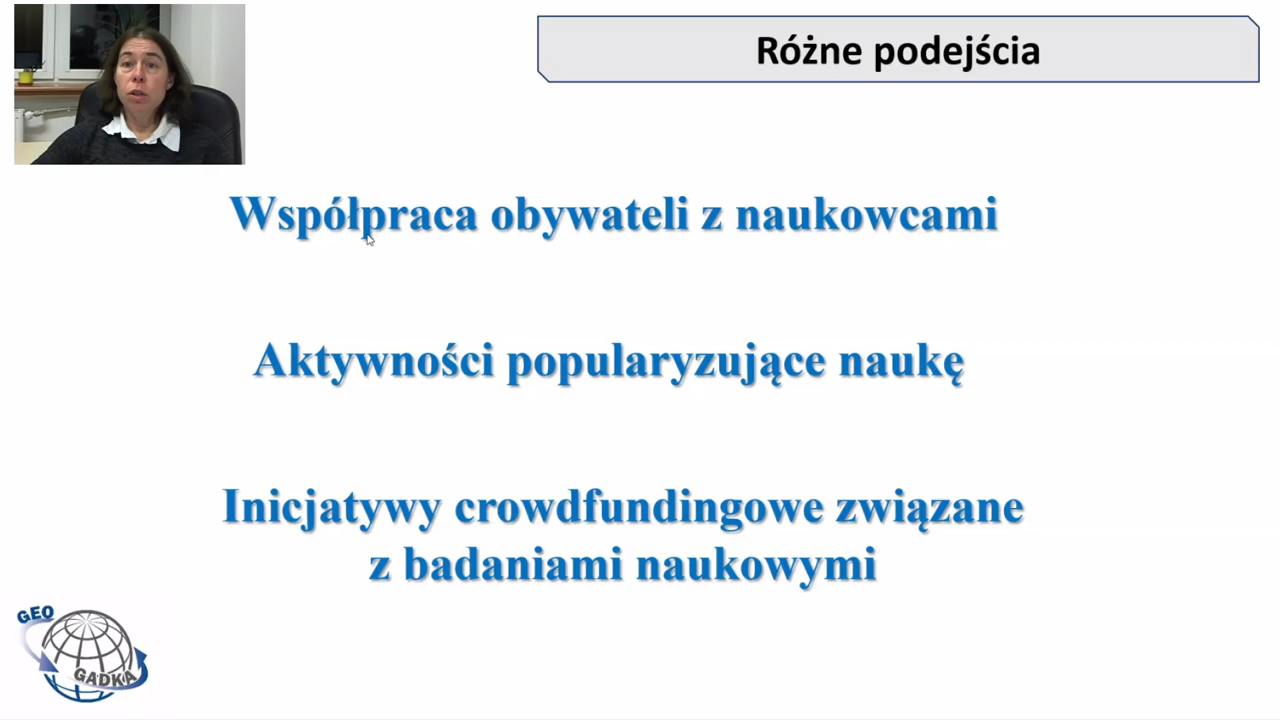 Różne podejścia
Współpraca obywateli z naukowcami
Aktywności popularyzujące naukę
Inicjatywy crowdfundingowe związane
z badaniami naukowymi
GEO
GADKA